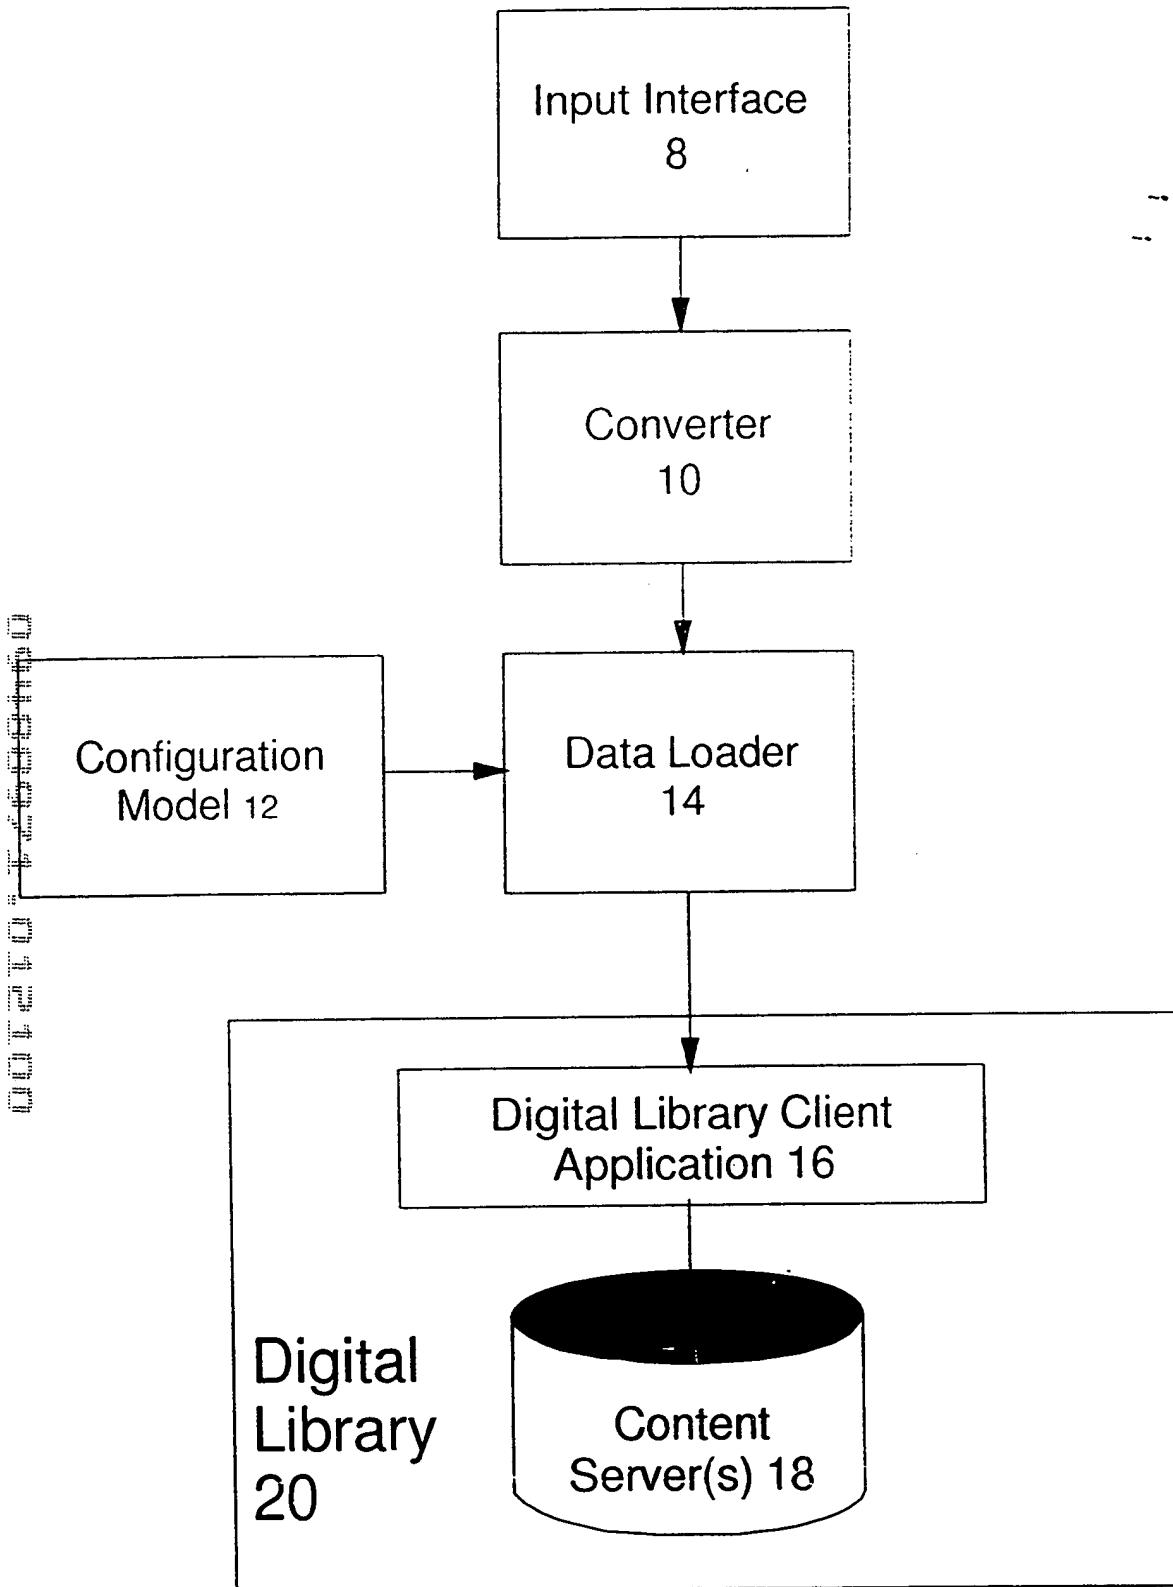 Input Interface
8
Converter
10
Configuration
Model 12
Data Loader
14
Digital Library Client
Application 16
Digital
Library
20
Content
Server(s) 18